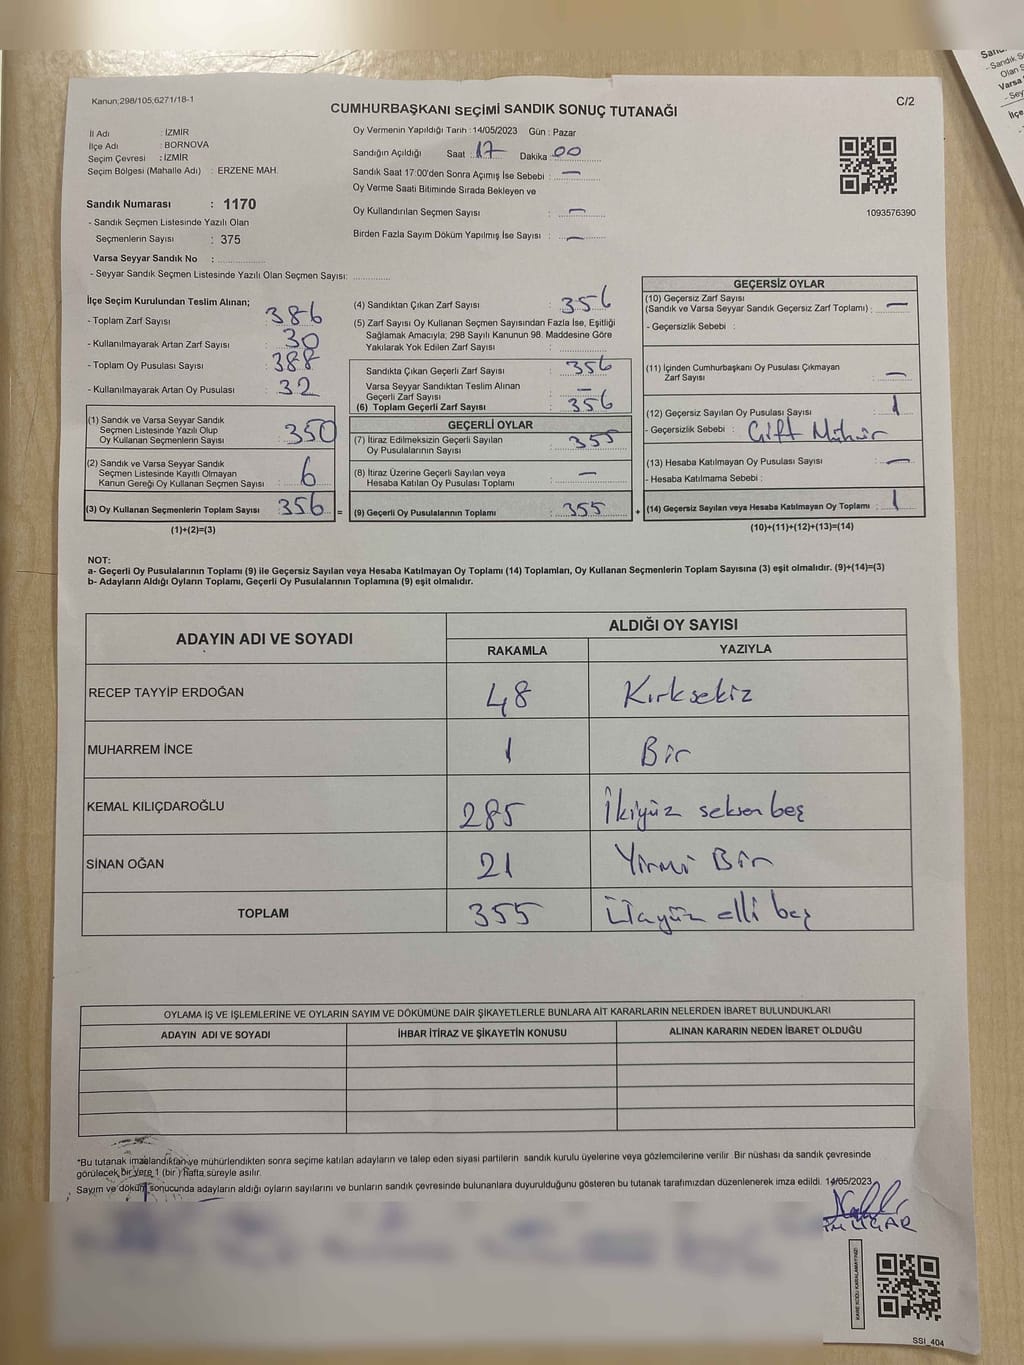 Kanun;298/105,6271/18-1
CUMHURBAŞKANI SEÇİMİ SANDIK SONUÇ TUTANAĞI
C/2
İl Adı : İZMİR
İlçe Adı : BORNOVA
Seçim Çevresi : İZMİR
Seçim Bölgesi (Mahalle Adı) : ERZENE MAH.
Sandık Numarası : 1170
- Sandık Seçmen Listesinde Yazılı Olan
Seçmenlerin Sayısı : 375
Varsa Seyyar Sandık No :
- Seyyar Sandık Seçmen Listesinde Yazılı Olan Seçmen Sayısı:
Oy Vermenin Yapıldığı Tarih : 14/05/2023 Gün : Pazar
Sandığın Açıldığı Saat : 17 Dakika : 00
Sandık Saat 17:00'den Sonra Açımış İse Sebebi : —
Oy Verme Saati Bitiminde Sırada Bekleyen ve
Oy Kullandırılan Seçmen Sayısı : —
Birden Fazla Sayım Döküm Yapılmış İse Sayısı : —
1093576390
İlçe Seçim Kurulundan Teslim Alınan;
- Toplam Zarf Sayısı : 386
- Kullanılmayarak Artan Zarf Sayısı : 30
- Toplam Oy Pusulası Sayısı : 388
- Kullanılmayarak Artan Oy Pusulası : 32
(1) Sandık ve Varsa Seyyar Sandık
Seçmen Listesinde Yazılı Olup
Oy Kullanan Seçmenlerin Sayısı : 350
(2) Sandık ve Varsa Seyyar Sandık
Seçmen Listesinde Kayıtlı Olmayan
Kanun Gereği Oy Kullanan Seçmen Sayısı : 6
(3) Oy Kullanan Seçmenlerin Toplam Sayısı : 356 =
(1)+(2)=(3)
(4) Sandıktan Çıkan Zarf Sayısı : 356
(5) Zarf Sayısı Oy Kullanan Seçmen Sayısından Fazla İse, Eşitliği
Sağlamak Amacıyla; 298 Sayılı Kanunun 98. Maddesine Göre
Yakılarak Yok Edilen Zarf Sayısı :
Sandıkta Çıkan Geçerli Zarf Sayısı : 356
Varsa Seyyar Sandıktan Teslim Alınan
Geçerli Zarf Sayısı : —
(6) Toplam Geçerli Zarf Sayısı : 356
GEÇERLİ OYLAR
(7) İtiraz Edilmeksizin Geçerli Sayılan
Oy Pusulalarının Sayısı : 355
(8) İtiraz Üzerine Geçerli Sayılan veya
Hesaba Katılan Oy Pusulası Toplamı : —
(9) Geçerli Oy Pusulalarının Toplamı : 355 +
GEÇERSİZ OYLAR
(10) Geçersiz Zarf Sayısı
(Sandık ve Varsa Seyyar Sandık Geçersiz Zarf Toplamı) : —
- Geçersizlik Sebebi :
(11) İçinden Cumhurbaşkanı Oy Pusulası Çıkmayan
Zarf Sayısı : —
(12) Geçersiz Sayılan Oy Pusulası Sayısı : 1
- Geçersizlik Sebebi : Çift Mühür
(13) Hesaba Katılmayan Oy Pusulası Sayısı : —
- Hesaba Katılmama Sebebi :
(14) Geçersiz Sayılan veya Hesaba Katılmayan Oy Toplamı : 1
(10)+(11)+(12)+(13)=(14)
NOT:
a- Geçerli Oy Pusulalarının Toplamı (9) ile Geçersiz Sayılan veya Hesaba Katılmayan Oy Toplamı (14) Toplamları, Oy Kullanan Seçmenlerin Toplam Sayısına (3) eşit olmalıdır. (9)+(14)=(3)
b- Adayların Aldığı Oyların Toplamı, Geçerli Oy Pusulalarının Toplamına (9) eşit olmalıdır.
ADAYIN ADI VE SOYADI
ALDIĞI OY SAYISI
RAKAMLA YAZIYLA
RECEP TAYYİP ERDOĞAN 48 Kırksekiz
MUHARREM İNCE 1 Bir
KEMAL KILIÇDAROĞLU 285 İkiyüz seksen beş
SİNAN OĞAN 21 Yirmi Bir
TOPLAM 355 Üçyüz elli beş
OYLAMA İŞ VE İŞLEMLERİNE VE OYLARIN SAYIM VE DÖKÜMÜNE DAİR ŞİKAYETLERLE BUNLARA AİT KARARLARIN NELERDEN İBARET BULUNDUKLARI
ADAYIN ADI VE SOYADI İHBAR İTİRAZ VE ŞİKAYETİN KONUSU ALINAN KARARIN NEDEN İBARET OLDUĞU
*Bu tutanak imzalandıktan ve mühürlendikten sonra seçime katılan adayların ve talep eden siyasi partilerin sandık kurulu üyelerine veya gözlemcilerine verilir. Bir nüshası da sandık çevresinde
görülecek bir yere 1 (bir) hafta süreyle asılır.
Sayım ve döküm sonucunda adayların aldığı oyların sayılarını ve bunların sandık çevresinde bulunanlara duyurulduğunu gösteren bu tutanak tarafımızdan düzenlenerek imza edildi. 14/05/2023
KARE KODU KARALAMAYINIZ!
SSI_404